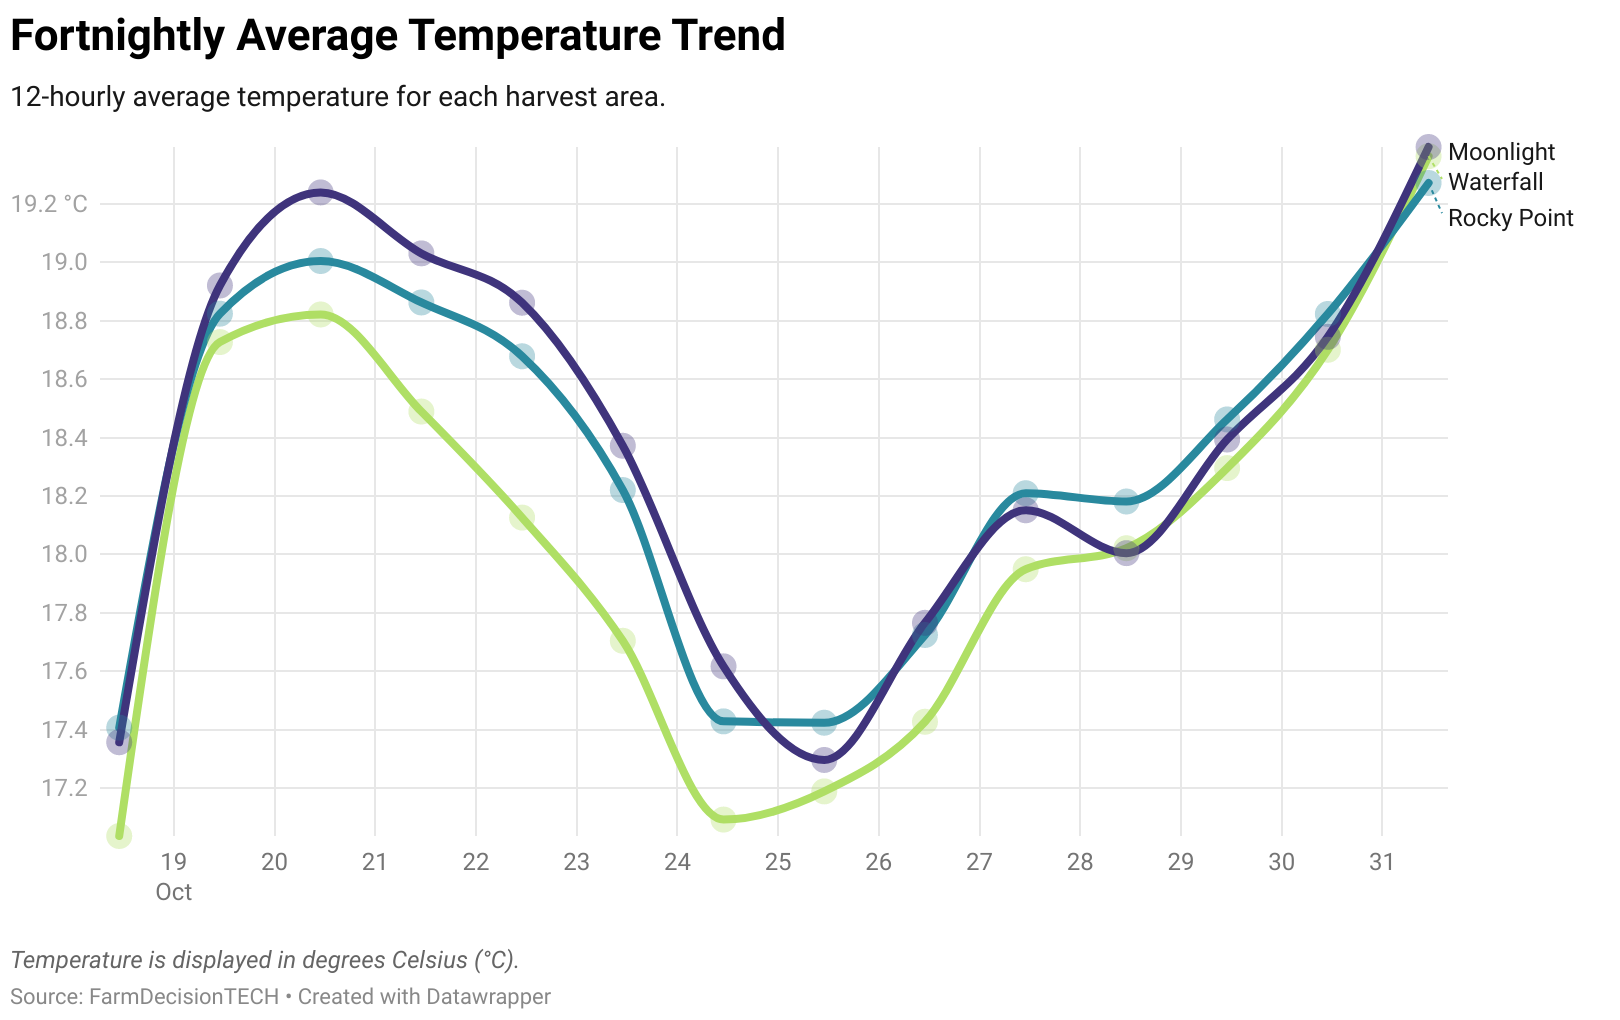 Fortnightly Average Temperature Trend
12-hourly average temperature for each harvest area.
Moonlight
Waterfall
Rocky Point
19.2 °C
19.0
18.8
18.6
18.4
18.2
18.0
17.8
17.6
17.4
17.2
19 20 21 22 23 24 25 26 27 28 29 30 31
Oct
Temperature is displayed in degrees Celsius (°C).
Source: FarmDecisionTECH • Created with Datawrapper